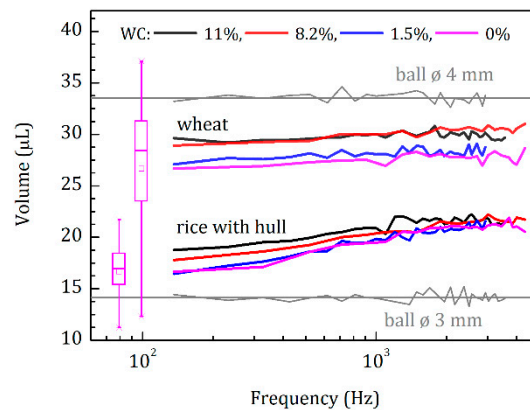 WC: 11%, 8.2%, 1.5%, 0%
40
35
30
25
20
15
10
Volume (μL)
ball ø 4 mm
wheat
rice with hull
ball ø 3 mm
10²
10³
Frequency (Hz)